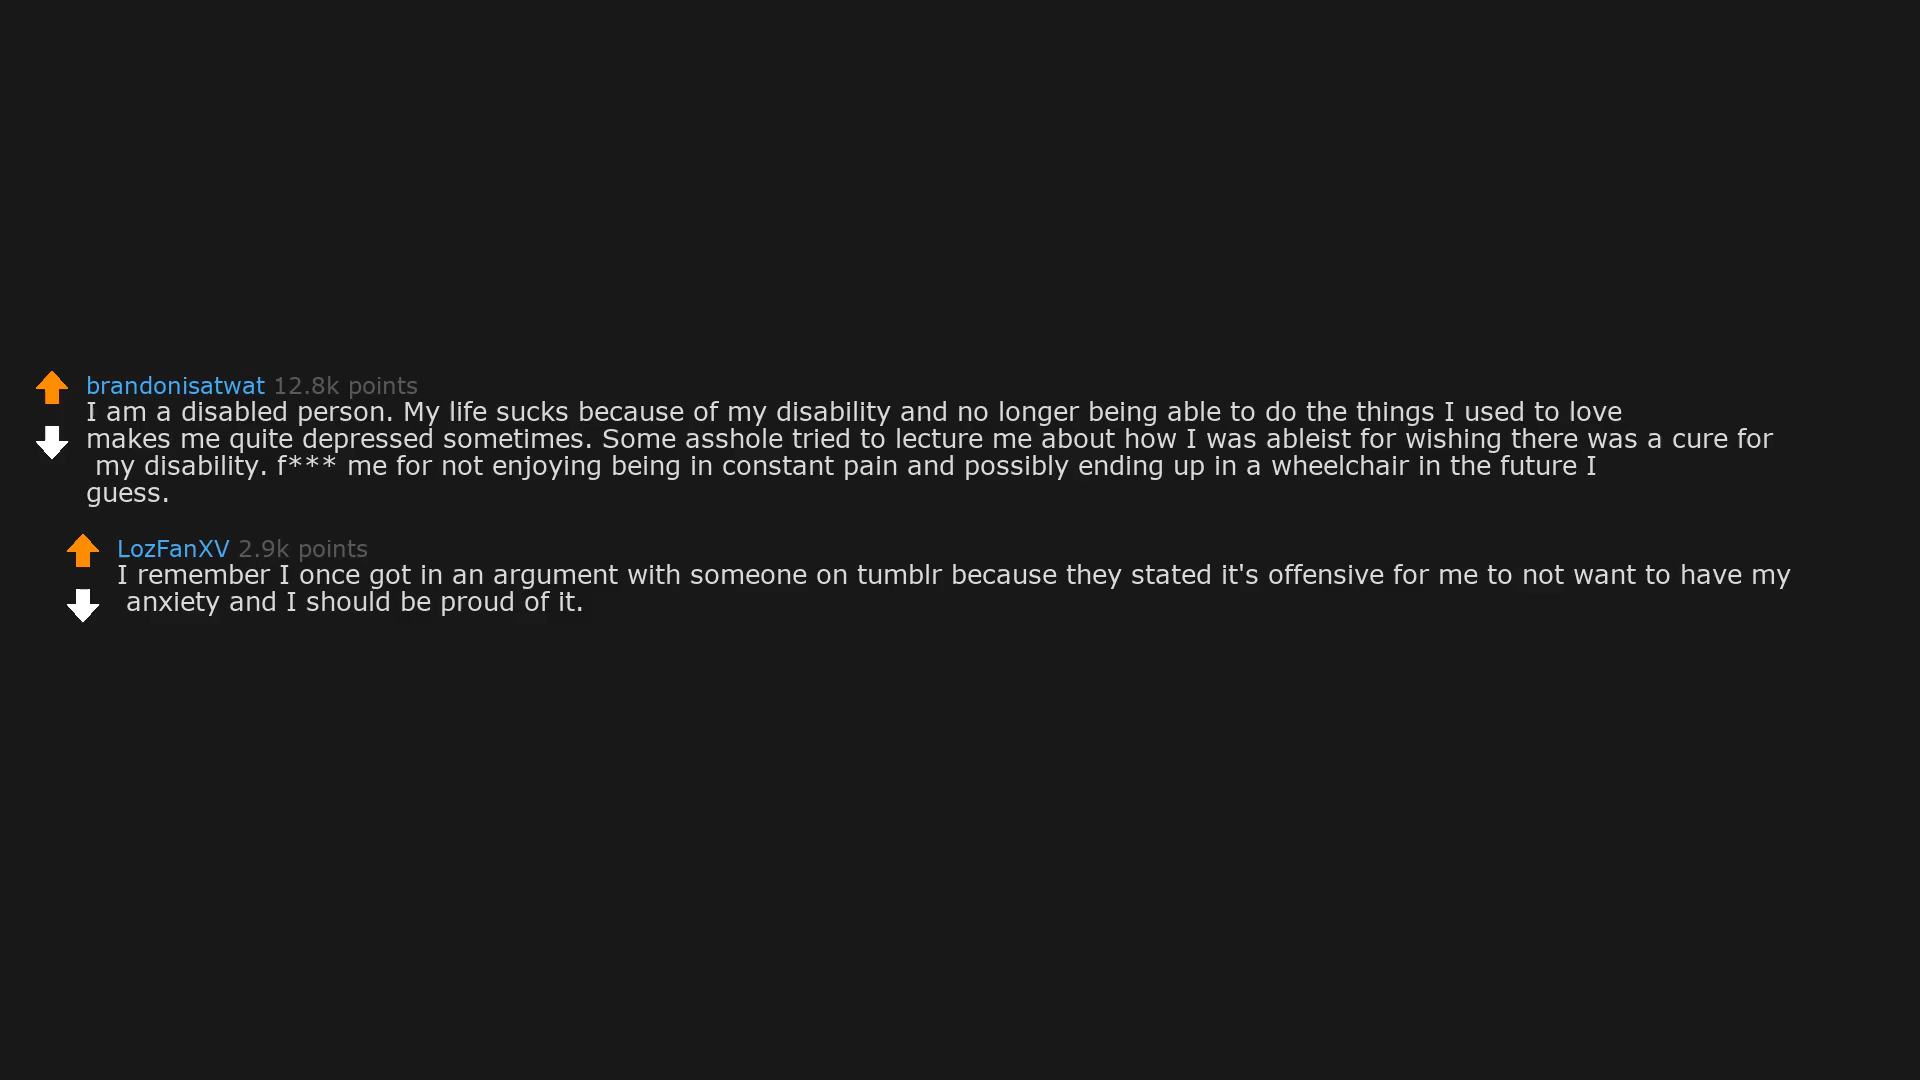 brandonisatwat 12.8k points
I am a disabled person. My life sucks because of my disability and no longer being able to do the things I used to love
makes me quite depressed sometimes. Some asshole tried to lecture me about how I was ableist for wishing there was a cure for
my disability. f*** me for not enjoying being in constant pain and possibly ending up in a wheelchair in the future I
guess.
LozFanXV 2.9k points
I remember I once got in an argument with someone on tumblr because they stated it's offensive for me to not want to have my
anxiety and I should be proud of it.